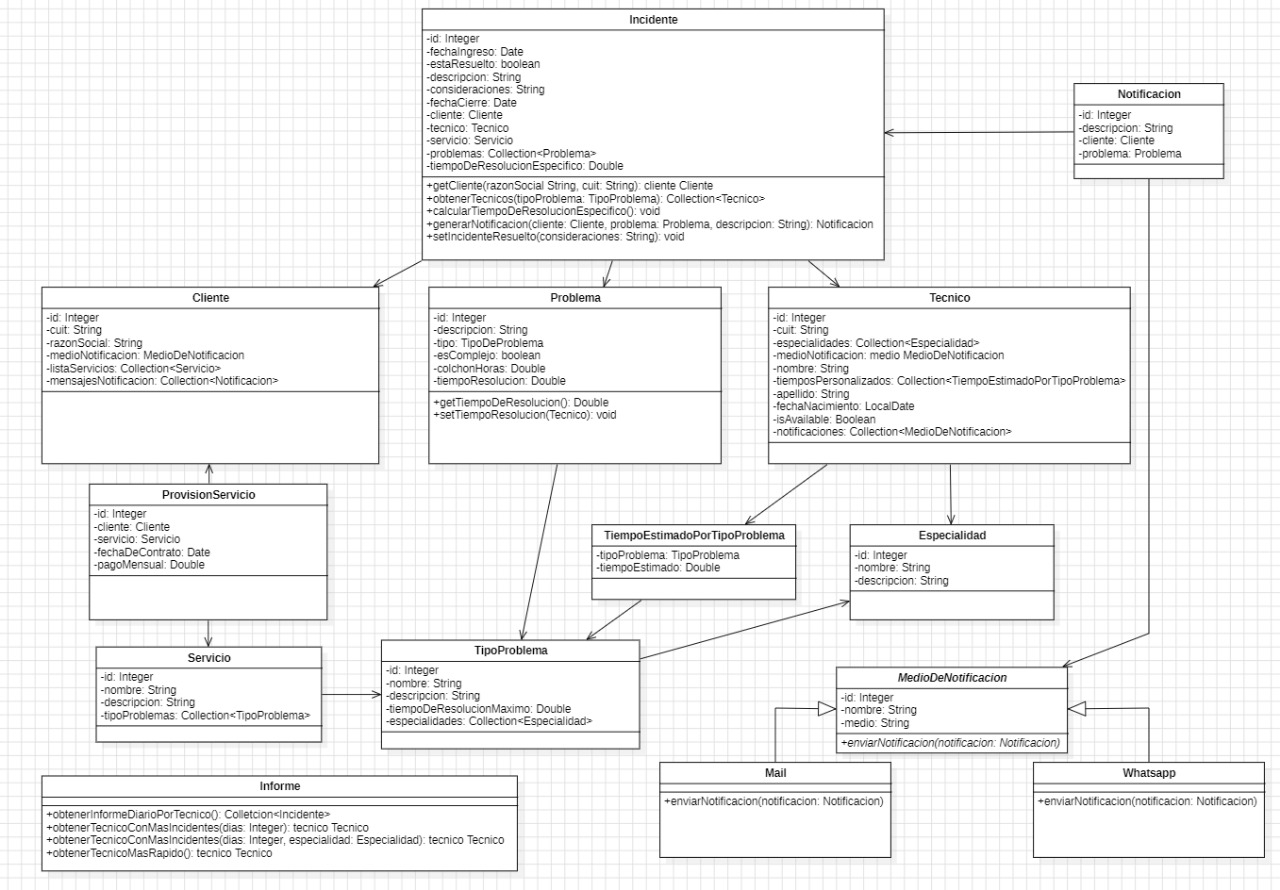 Incidente
-id: Integer
-fechaIngreso: Date
-estaResuelto: boolean
-descripcion: String
-consideraciones: String
-fechaCierre: Date
-cliente: Cliente
-tecnico: Tecnico
-servicio: Servicio
-problemas: Collection<Problema>
-tiempoDeResolucionEspecifico: Double
+getCliente(razonSocial String, cuit: String): cliente Cliente
+obtenerTecnicos(tipoProblema: TipoProblema): Collection<Tecnico>
+calcularTiempoDeResolucionEspecifico(): void
+generarNotificacion(cliente: Cliente, problema: Problema, descripcion: String): Notificacion
+setIncidenteResuelto(consideraciones: String): void
Notificacion
-id: Integer
-descripcion: String
-cliente: Cliente
-problema: Problema
Cliente
-id: Integer
-cuit: String
-razonSocial: String
-medioNotificacion: MedioDeNotificacion
-listaServicios: Collection<Servicio>
-mensajesNotificacion: Collection<Notificacion>
Problema
-id: Integer
-descripcion: String
-tipo: TipoDeProblema
-esComplejo: boolean
-colchonHoras: Double
-tiempoResolucion: Double
+getTiempoDeResolucion(): Double
+setTiempoResolucion(Tecnico): void
Tecnico
-id: Integer
-cuit: String
-especialidades: Collection<Especialidad>
-medioNotificacion: medio MedioDeNotificacion
-nombre: String
-tiemposPersonalizados: Collection<TiempoEstimadoPorTipoProblema>
-apellido: String
-fechaNacimiento: LocalDate
-isAvailable: Boolean
-notificaciones: Collection<MedioDeNotificacion>
ProvisionServicio
-id: Integer
-cliente: Cliente
-servicio: Servicio
-fechaDeContrato: Date
-pagoMensual: Double
TiempoEstimadoPorTipoProblema
-tipoProblema: TipoProblema
-tiempoEstimado: Double
Especialidad
-id: Integer
-nombre: String
-descripcion: String
Servicio
-id: Integer
-nombre: String
-descripcion: String
-tipoProblemas: Collection<TipoProblema>
TipoProblema
-id: Integer
-nombre: String
-descripcion: String
-tiempoDeResolucionMaximo: Double
-especialidades: Collection<Especialidad>
MedioDeNotificacion
-id: Integer
-nombre: String
-medio: String
+enviarNotificacion(notificacion: Notificacion)
Mail
+enviarNotificacion(notificacion: Notificacion)
Whatsapp
+enviarNotificacion(notificacion: Notificacion)
Informe
+obtenerInformeDiarioPorTecnico(): Colletcion<Incidente>
+obtenerTecnicoConMasIncidentes(dias: Integer): tecnico Tecnico
+obtenerTecnicoConMasIncidentes(dias: Integer, especialidad: Especialidad): tecnico Tecnico
+obtenerTecnicoMasRapido(): tecnico Tecnico